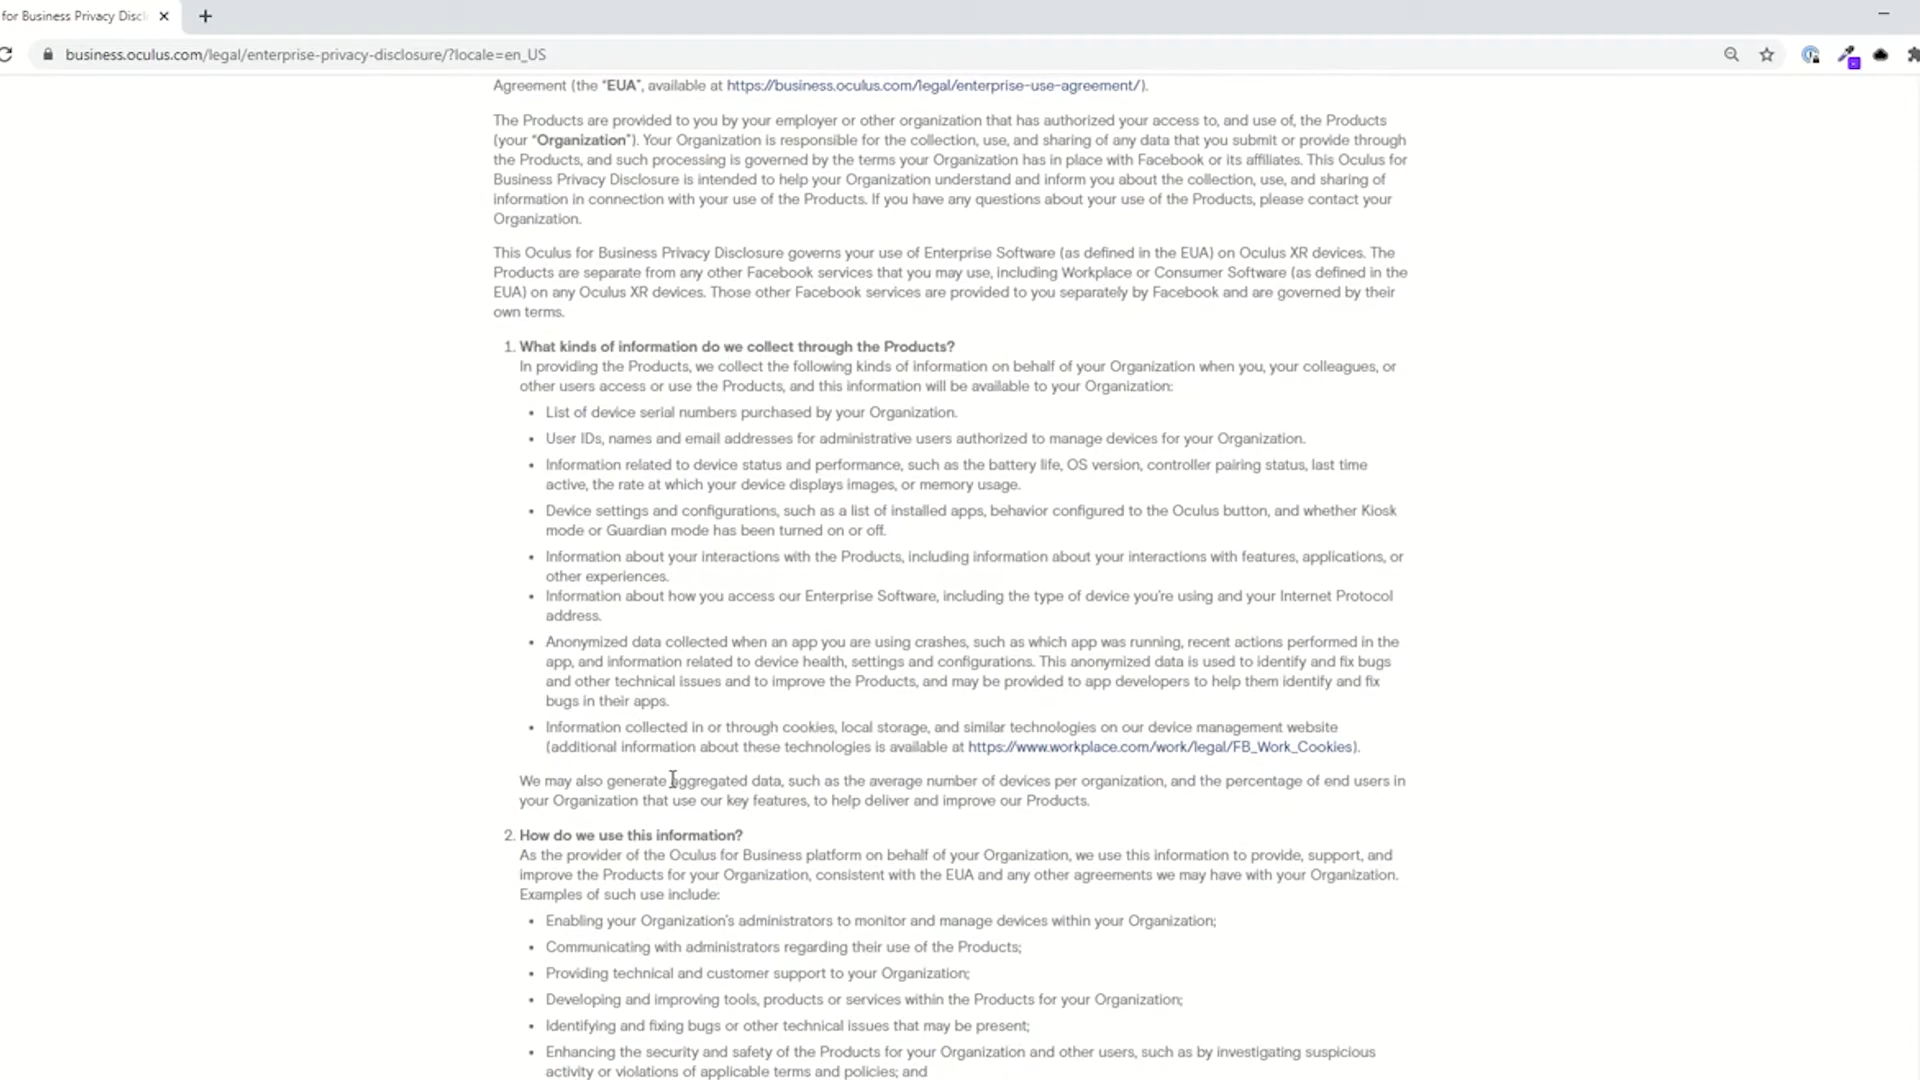 for Business Privacy Discl
business.oculus.com/legal/enterprise-privacy-disclosure/?locale=en_US
Agreement (the “EUA”, available at https://business.oculus.com/legal/enterprise-use-agreement/).
The Products are provided to you by your employer or other organization that has authorized your access to, and use of, the Products
(your “Organization”). Your Organization is responsible for the collection, use, and sharing of any data that you submit or provide through
the Products, and such processing is governed by the terms your Organization has in place with Facebook or its affiliates. This Oculus for
Business Privacy Disclosure is intended to help your Organization understand and inform you about the collection, use, and sharing of
information in connection with your use of the Products. If you have any questions about your use of the Products, please contact your
Organization.
This Oculus for Business Privacy Disclosure governs your use of Enterprise Software (as defined in the EUA) on Oculus XR devices. The
Products are separate from any other Facebook services that you may use, including Workplace or Consumer Software (as defined in the
EUA) on any Oculus XR devices. Those other Facebook services are provided to you separately by Facebook and are governed by their
own terms.
1. What kinds of information do we collect through the Products?
In providing the Products, we collect the following kinds of information on behalf of your Organization when you, your colleagues, or
other users access or use the Products, and this information will be available to your Organization:
• List of device serial numbers purchased by your Organization.
• User IDs, names and email addresses for administrative users authorized to manage devices for your Organization.
• Information related to device status and performance, such as the battery life, OS version, controller pairing status, last time
active, the rate at which your device displays images, or memory usage.
• Device settings and configurations, such as a list of installed apps, behavior configured to the Oculus button, and whether Kiosk
mode or Guardian mode has been turned on or off.
• Information about your interactions with the Products, including information about your interactions with features, applications, or
other experiences.
• Information about how you access our Enterprise Software, including the type of device you’re using and your Internet Protocol
address.
• Anonymized data collected when an app you are using crashes, such as which app was running, recent actions performed in the
app, and information related to device health, settings and configurations. This anonymized data is used to identify and fix bugs
and other technical issues and to improve the Products, and may be provided to app developers to help them identify and fix
bugs in their apps.
• Information collected in or through cookies, local storage, and similar technologies on our device management website
(additional information about these technologies is available at https://www.workplace.com/work/legal/FB_Work_Cookies).
We may also generate aggregated data, such as the average number of devices per organization, and the percentage of end users in
your Organization that use our key features, to help deliver and improve our Products.
2. How do we use this information?
As the provider of the Oculus for Business platform on behalf of your Organization, we use this information to provide, support, and
improve the Products for your Organization, consistent with the EUA and any other agreements we may have with your Organization.
Examples of such use include:
• Enabling your Organization’s administrators to monitor and manage devices within your Organization;
• Communicating with administrators regarding their use of the Products;
• Providing technical and customer support to your Organization;
• Developing and improving tools, products or services within the Products for your Organization;
• Identifying and fixing bugs or other technical issues that may be present;
• Enhancing the security and safety of the Products for your Organization and other users, such as by investigating suspicious
activity or violations of applicable terms and policies; and